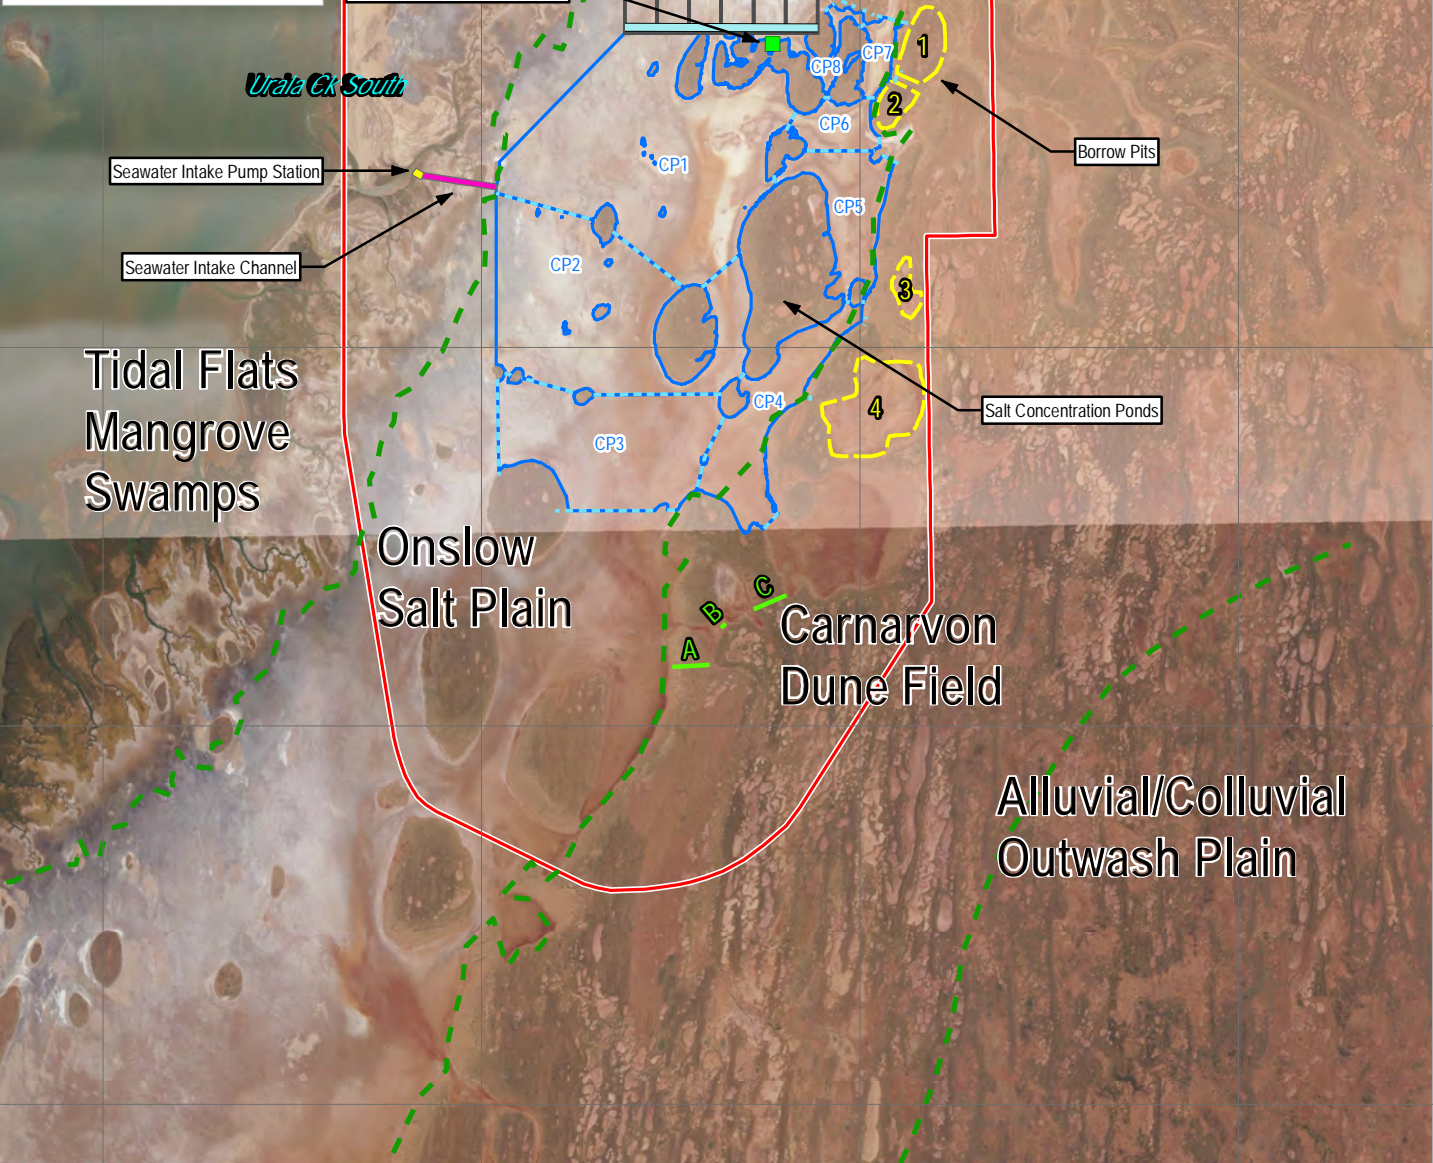 1
CP7
CP8
Urala Ck South
2
CP6
Borrow Pits
CP1
Seawater Intake Pump Station
CP5
Seawater Intake Channel
CP2
3
Tidal Flats
Mangrove
Swamps
CP4
4
Salt Concentration Ponds
CP3
Onslow
Salt Plain
C
B
A
Carnarvon
Dune Field
Alluvial/Colluvial
Outwash Plain